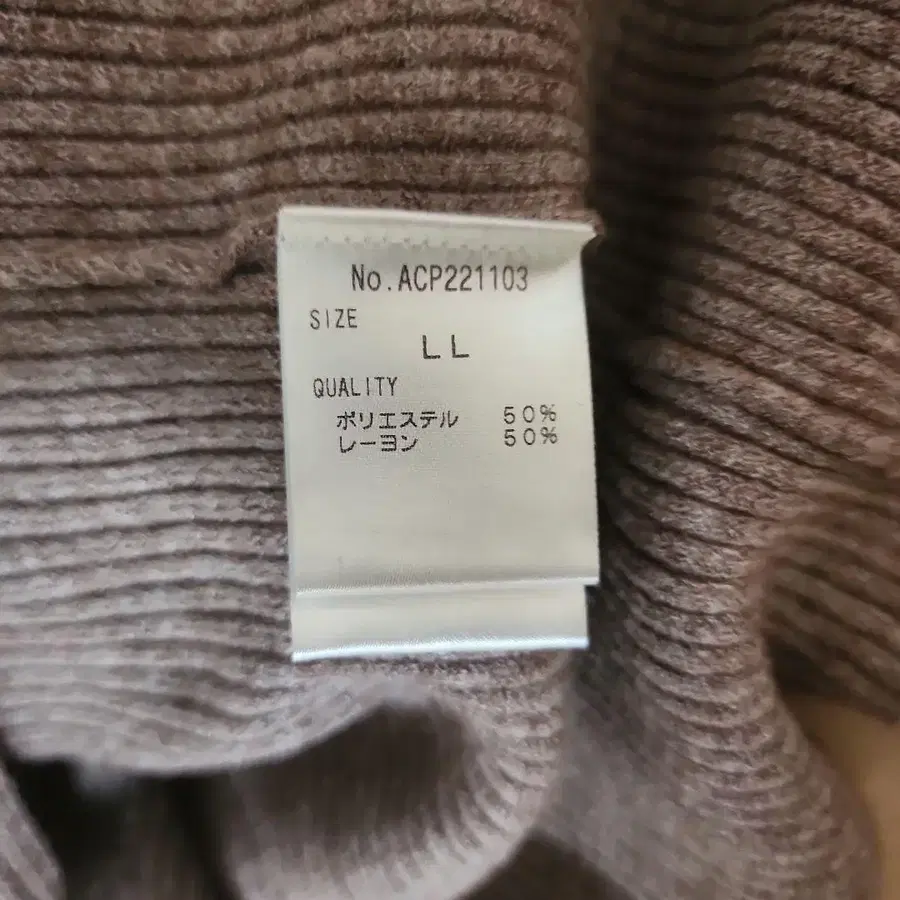 No.ACP221103
SIZE
LL
QUALITY
ポリエステル 50%
レーヨン 50%